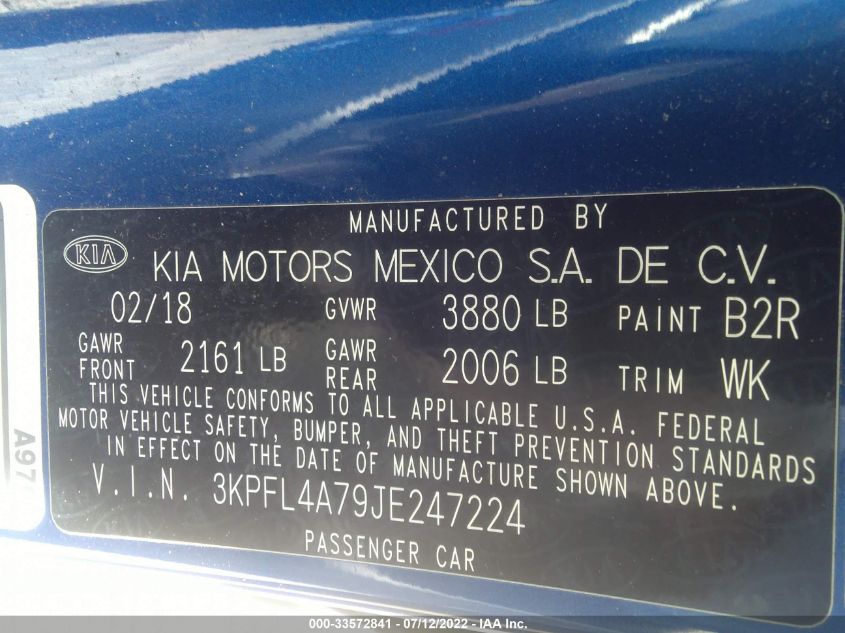 MANUFACTURED BY
KIA KIA MOTORS MEXICO S.A. DE C.V.
02/18 GVWR 3880 LB PAINT B2R
GAWR FRONT 2161 LB GAWR REAR 2006 LB TRIM WK
THIS VEHICLE CONFORMS TO ALL APPLICABLE U.S.A. FEDERAL
MOTOR VEHICLE SAFETY, BUMPER, AND THEFT PREVENTION STANDARDS
IN EFFECT ON THE DATE OF MANUFACTURE SHOWN ABOVE.
V.I.N. 3KPFL4A79JE247224
PASSENGER CAR
A97
000-33572841 - 07/12/2022 - IAA Inc.